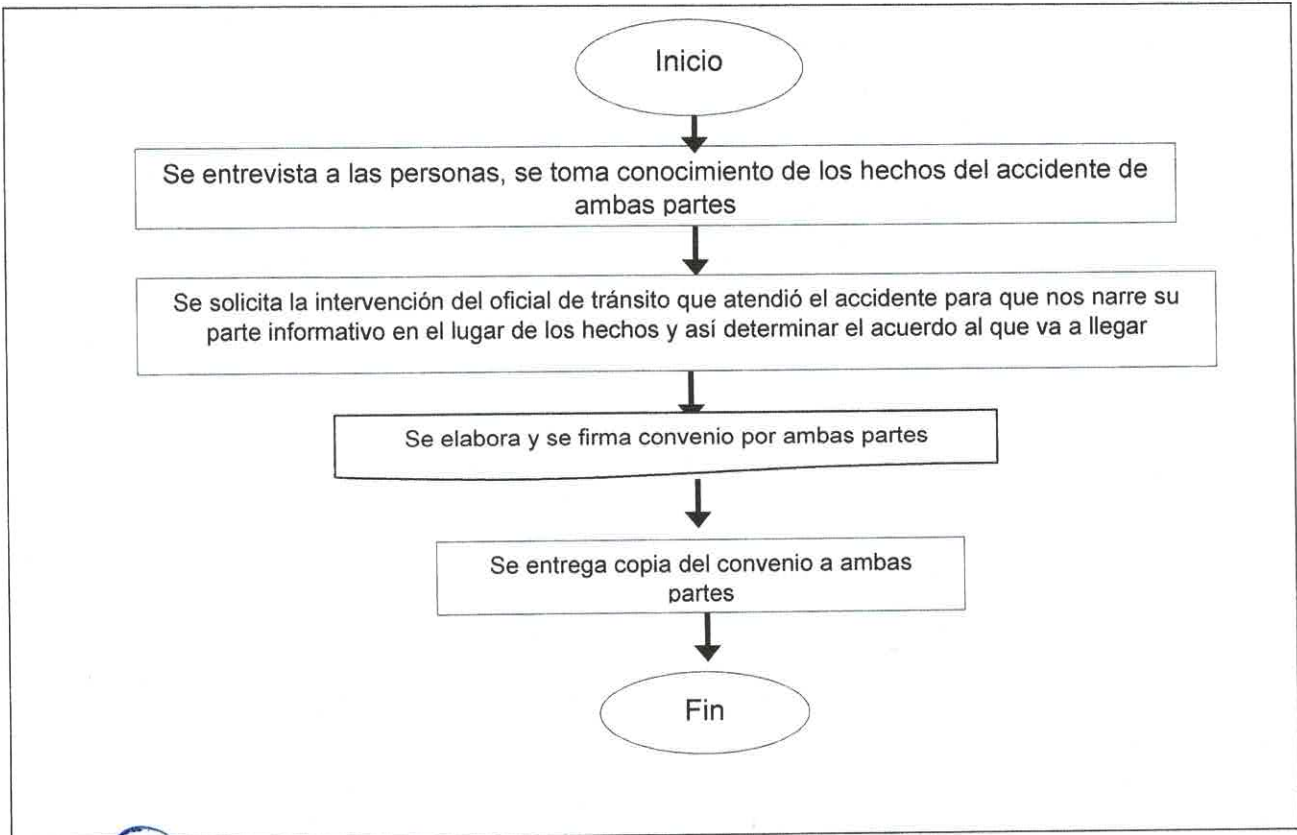 Inicio
Se entrevista a las personas, se toma conocimiento de los hechos del accidente de
ambas partes
Se solicita la intervención del oficial de tránsito que atendió el accidente para que nos narre su
parte informativo en el lugar de los hechos y así determinar el acuerdo al que va a llegar
Se elabora y se firma convenio por ambas partes
Se entrega copia del convenio a ambas
partes
Fin